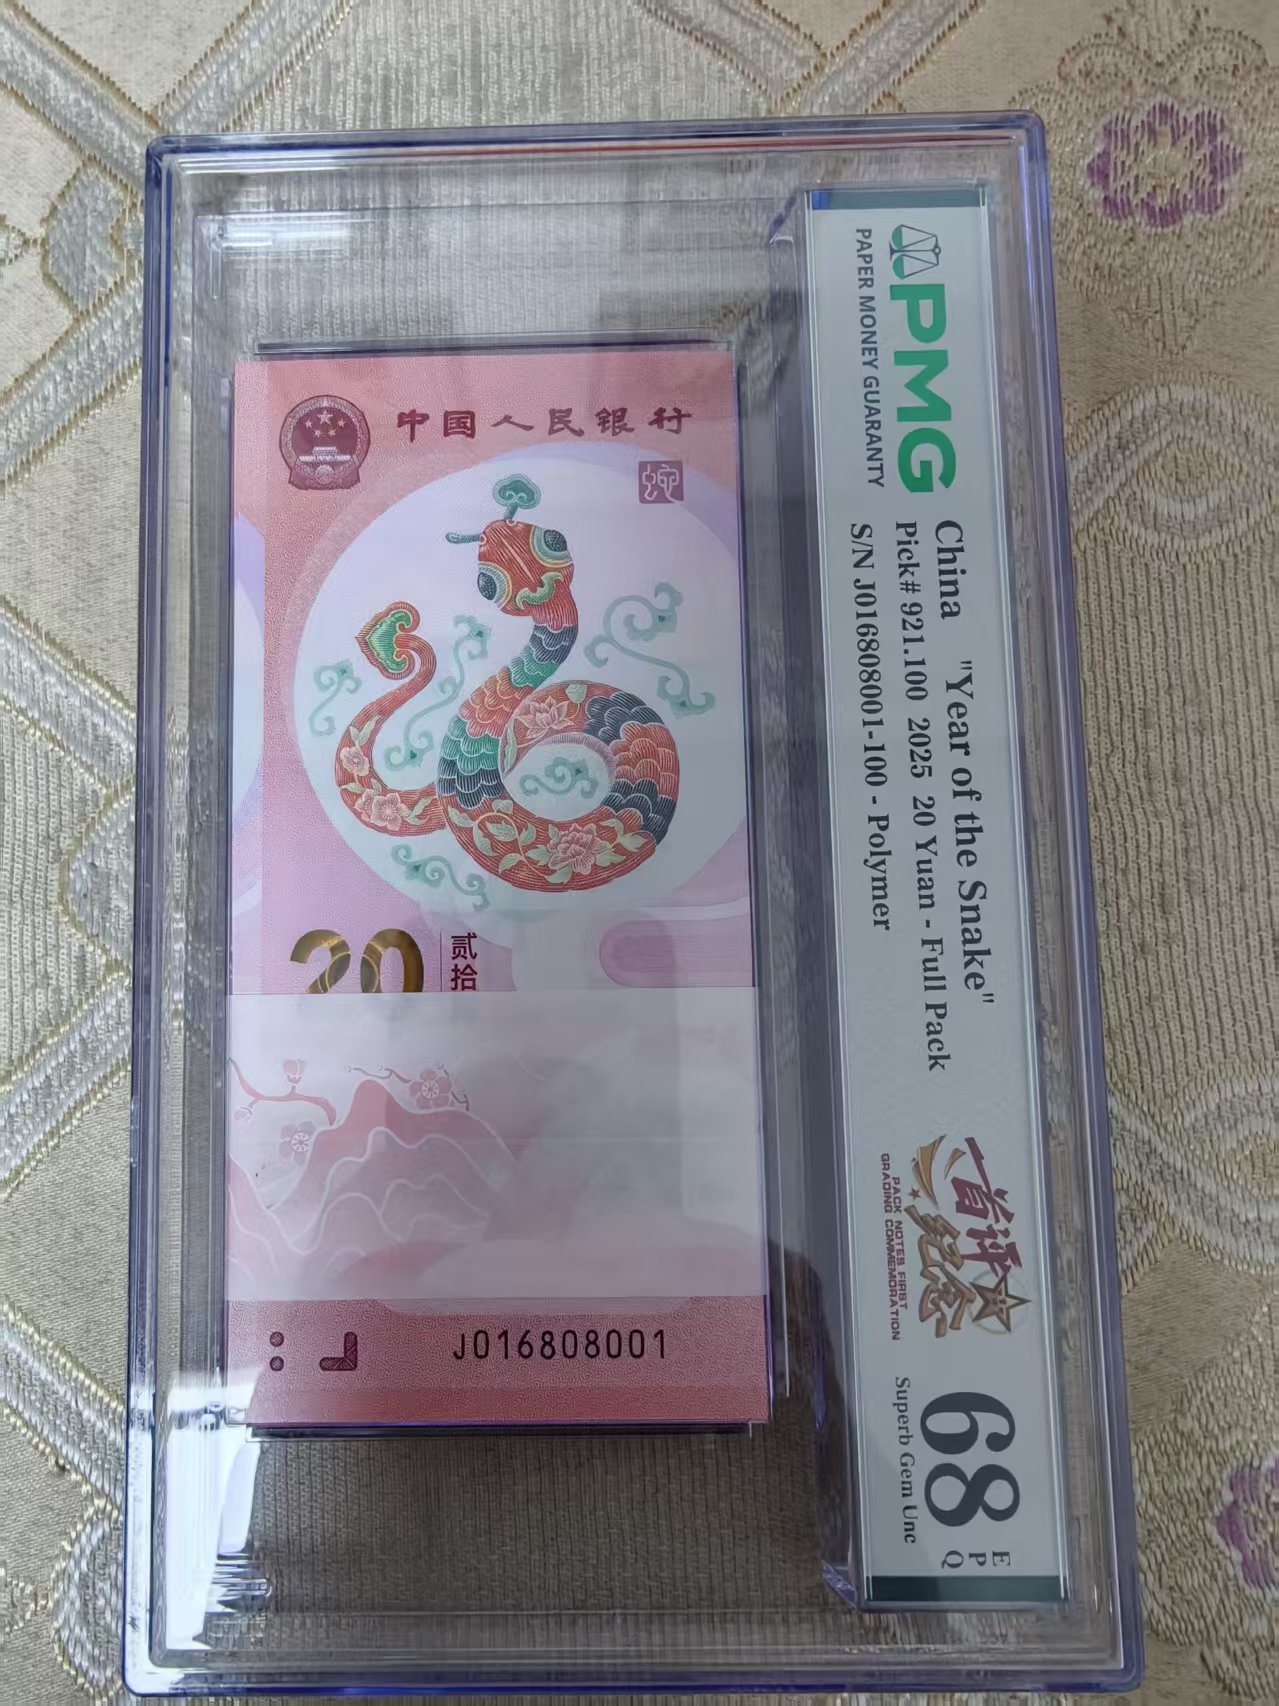 中国人民银行
蛇
20
贰拾
J016808001
PMG
PAPER MONEY GUARANTY
China "Year of the Snake"
Pick# 921.100 2025 20 Yuan - Full Pack
S/N J016808001-100 - Polymer
首评
纪念
PACK NOTES FIRST
GRADING COMMEMORATION
68
EPQ
Superb Gem Unc